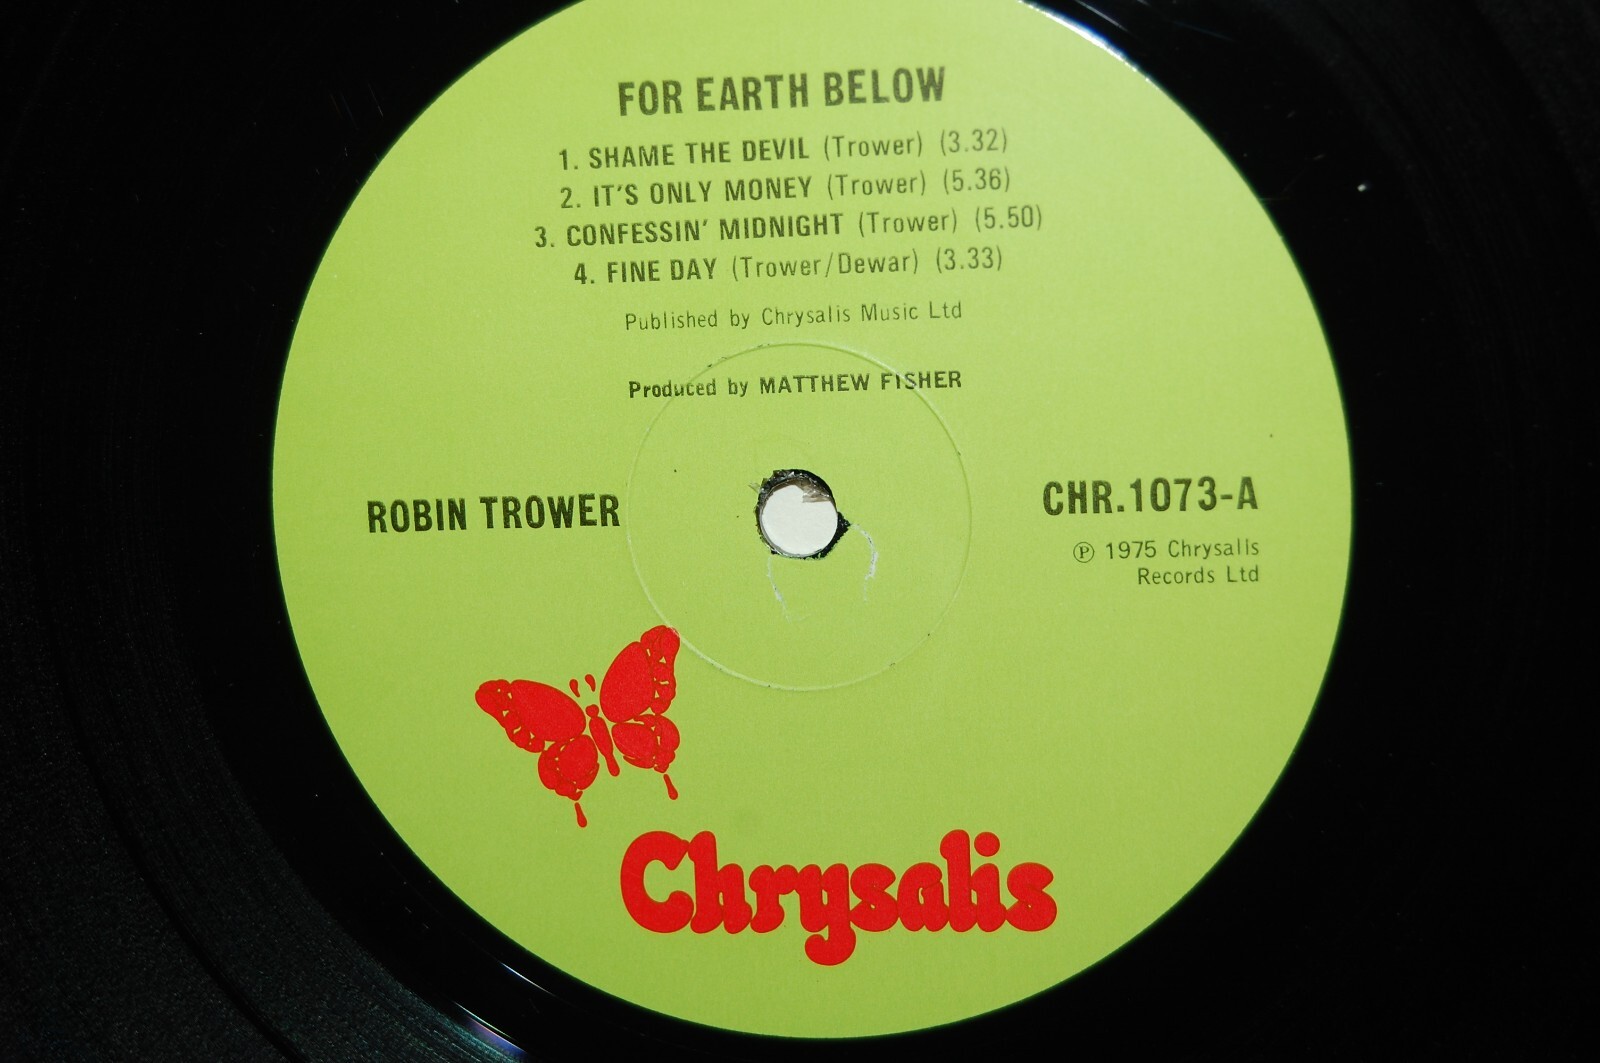 FOR EARTH BELOW
1. SHAME THE DEVIL (Trower) (3.32)
2. IT'S ONLY MONEY (Trower) (5.36)
3. CONFESSIN' MIDNIGHT (Trower) (5.50)
4. FINE DAY (Trower/Dewar) (3.33)
Published by Chrysalis Music Ltd
Produced by MATTHEW FISHER
ROBIN TROWER
CHR.1073-A
℗ 1975 Chrysalis
Records Ltd
Chrysalis